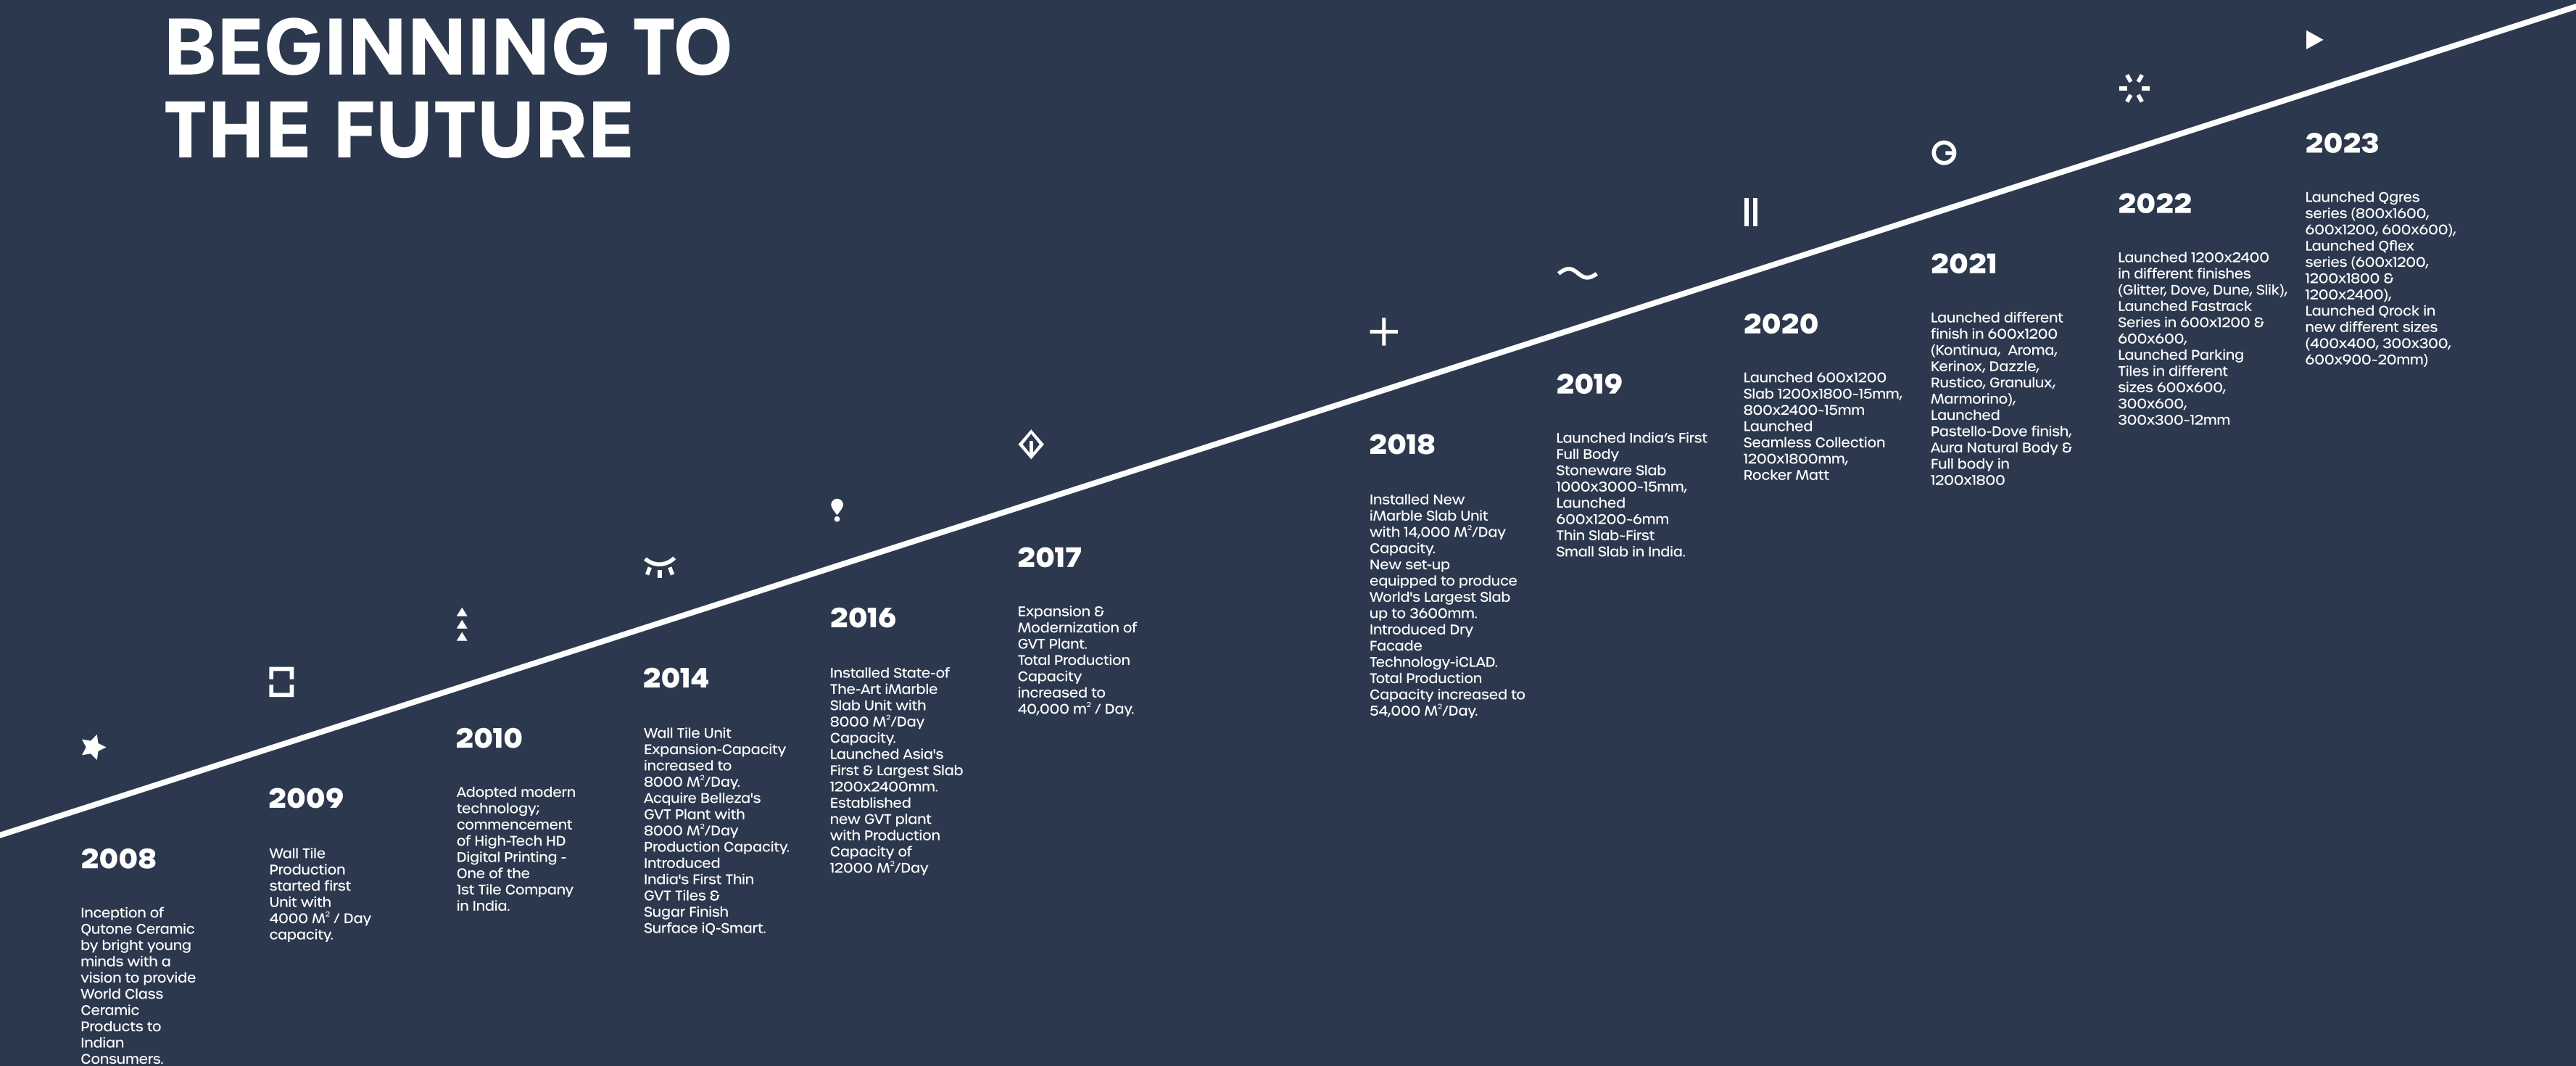 BEGINNING TO
THE FUTURE
2008
Inception of
Qutone Ceramic
by bright young
minds with a
vision to provide
World Class
Ceramic
Products to
Indian
Consumers.
2009
Wall Tile
Production
started first
Unit with
4000 M² / Day
capacity.
2010
Adopted modern
technology;
commencement
of High-Tech HD
Digital Printing -
One of the
1st Tile Company
in India.
2014
Wall Tile Unit
Expansion-Capacity
increased to
8000 M²/Day.
Acquire Belleza's
GVT Plant with
8000 M²/Day
Production Capacity.
Introduced
India's First Thin
GVT Tiles &
Sugar Finish
Surface iQ-Smart.
2016
Installed State-of
The-Art iMarble
Slab Unit with
8000 M²/Day
Capacity.
Launched Asia's
First & Largest Slab
1200x2400mm.
Established
new GVT plant
with Production
Capacity of
12000 M²/Day
2017
Expansion &
Modernization of
GVT Plant.
Total Production
Capacity
increased to
40,000 m² / Day.
2018
Installed New
iMarble Slab Unit
with 14,000 M²/Day
Capacity.
New set-up
equipped to produce
World's Largest Slab
up to 3600mm.
Introduced Dry
Facade
Technology-iCLAD.
Total Production
Capacity increased to
54,000 M²/Day.
2019
Launched India's First
Full Body
Stoneware Slab
1000x3000-15mm,
Launched
600x1200-6mm
Thin Slab-First
Small Slab in India.
2020
Launched 600x1200
Slab 1200x1800-15mm,
800x2400-15mm
Launched
Seamless Collection
1200x1800mm,
Rocker Matt
2021
Launched different
finish in 600x1200
(Kontinua, Aroma,
Kerinox, Dazzle,
Rustico, Granulux,
Marmorino),
Launched
Pastello-Dove finish,
Aura Natural Body &
Full body in
1200x1800
2022
Launched 1200x2400
in different finishes
(Glitter, Dove, Dune, Slik),
Launched Fastrack
Series in 600x1200 &
600x600,
Launched Parking
Tiles in different
sizes 600x600,
300x600,
300x300-12mm
2023
Launched Qgres
series (800x1600,
600x1200, 600x600),
Launched Qflex
series (600x1200,
1200x1800 &
1200x2400),
Launched Qrock in
new different sizes
(400x400, 300x300,
600x900-20mm)